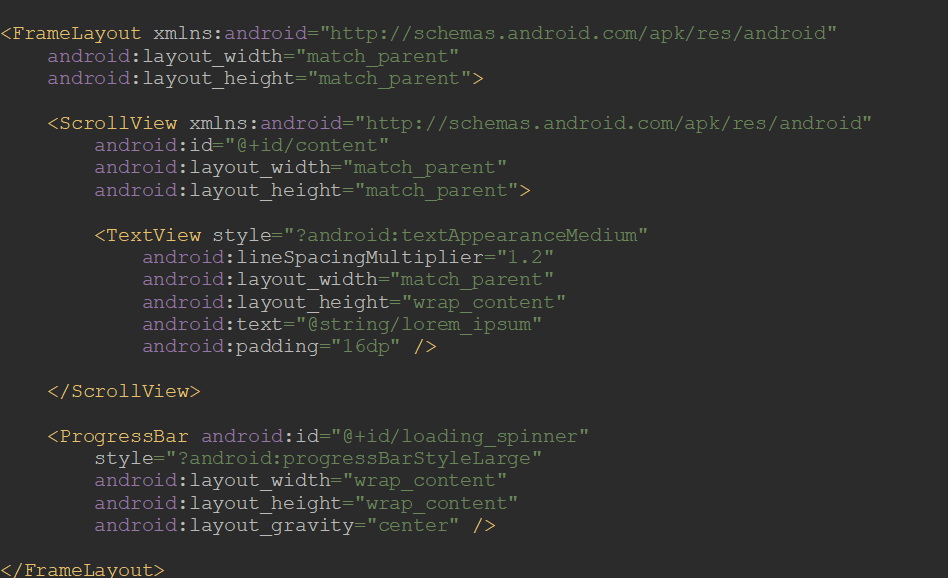 <FrameLayout xmlns:android="http://schemas.android.com/apk/res/android"
    android:layout_width="match_parent"
    android:layout_height="match_parent">

    <ScrollView xmlns:android="http://schemas.android.com/apk/res/android"
        android:id="@+id/content"
        android:layout_width="match_parent"
        android:layout_height="match_parent">

        <TextView style="?android:textAppearanceMedium"
            android:lineSpacingMultiplier="1.2"
            android:layout_width="match_parent"
            android:layout_height="wrap_content"
            android:text="@string/lorem_ipsum"
            android:padding="16dp" />

    </ScrollView>

    <ProgressBar android:id="@+id/loading_spinner"
        style="?android:progressBarStyleLarge"
        android:layout_width="wrap_content"
        android:layout_height="wrap_content"
        android:layout_gravity="center" />

</FrameLayout>